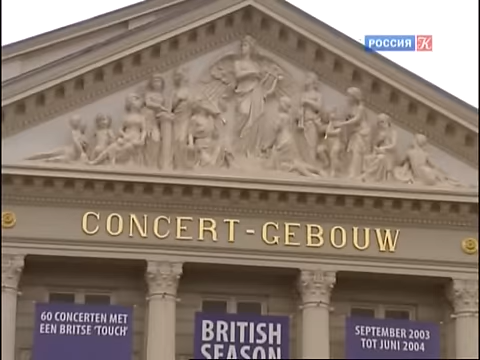 РОССИЯ К
CONCERT-GEBOUW
60 CONCERTEN MET
EEN BRITSE 'TOUCH'
BRITISH
SEASON
SEPTEMBER 2003
TOT JUNI 2004